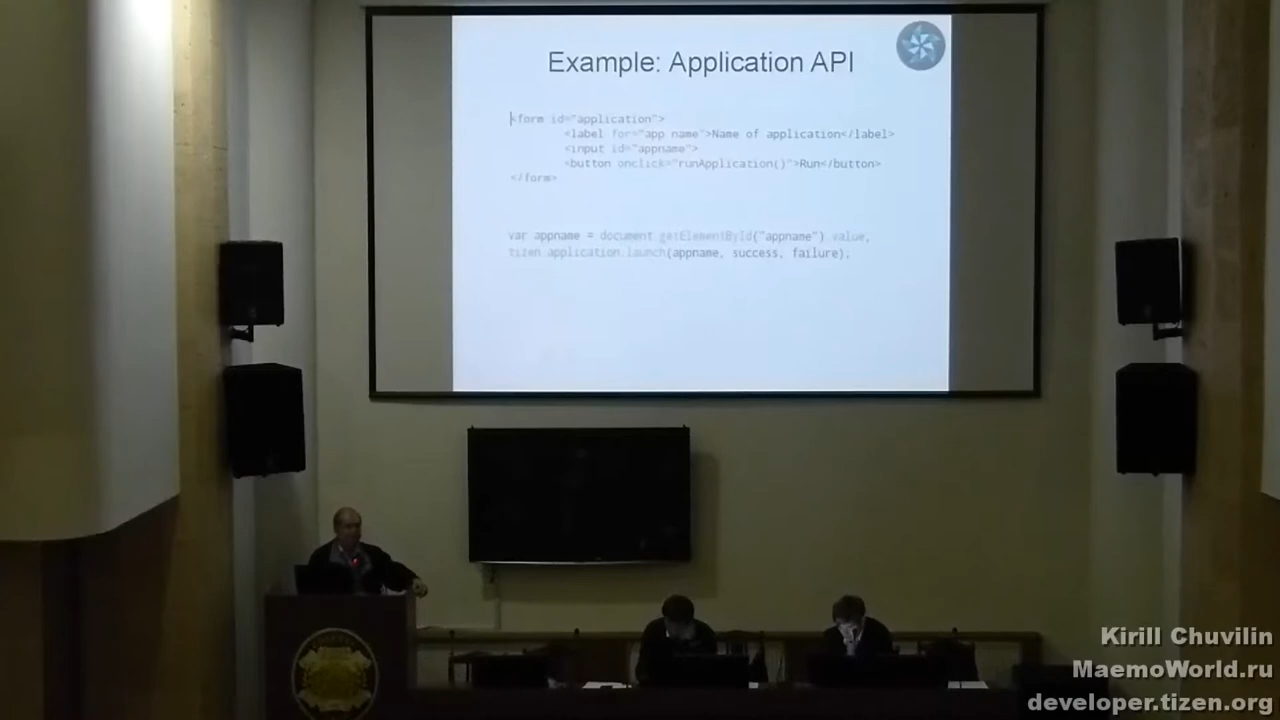 Example: Application API
<form id="application">
<label for="app name">Name of application</label>
<input id="appname">
<button onclick="runApplication()">Run</button>
</form>
var appname = document.getElementById("appname").value,
tizen.application.launch(appname, success, failure);
Kirill Chuvilin
MaemoWorld.ru
developer.tizen.org